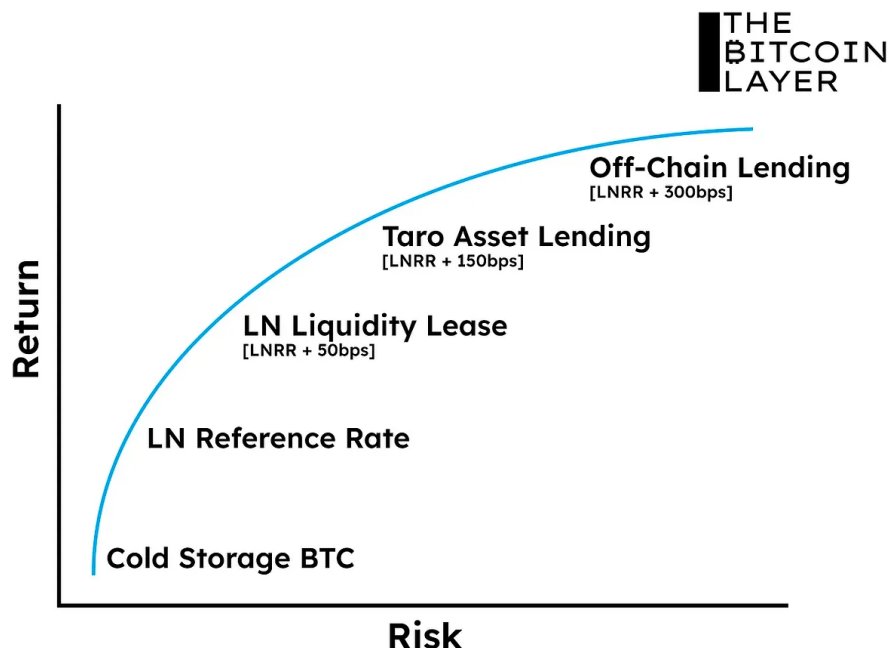 THE
₿ITCOIN
LAYER
Off-Chain Lending
[LNRR + 300bps]
Taro Asset Lending
[LNRR + 150bps]
LN Liquidity Lease
[LNRR + 50bps]
LN Reference Rate
Cold Storage BTC
Return
Risk